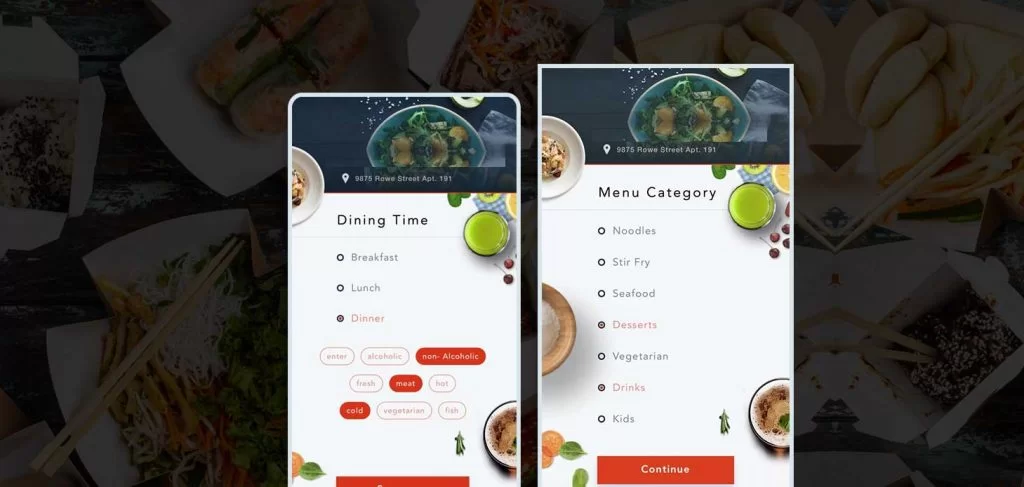 9875 Rowe Street Apt. 191
Dining Time
Breakfast
Lunch
Dinner
enter alcoholic non- Alcoholic
fresh meat hot
cold vegetarian fish
9875 Rowe Street Apt. 191
Menu Category
Noodles
Stir Fry
Seafood
Desserts
Vegetarian
Drinks
Kids
Continue